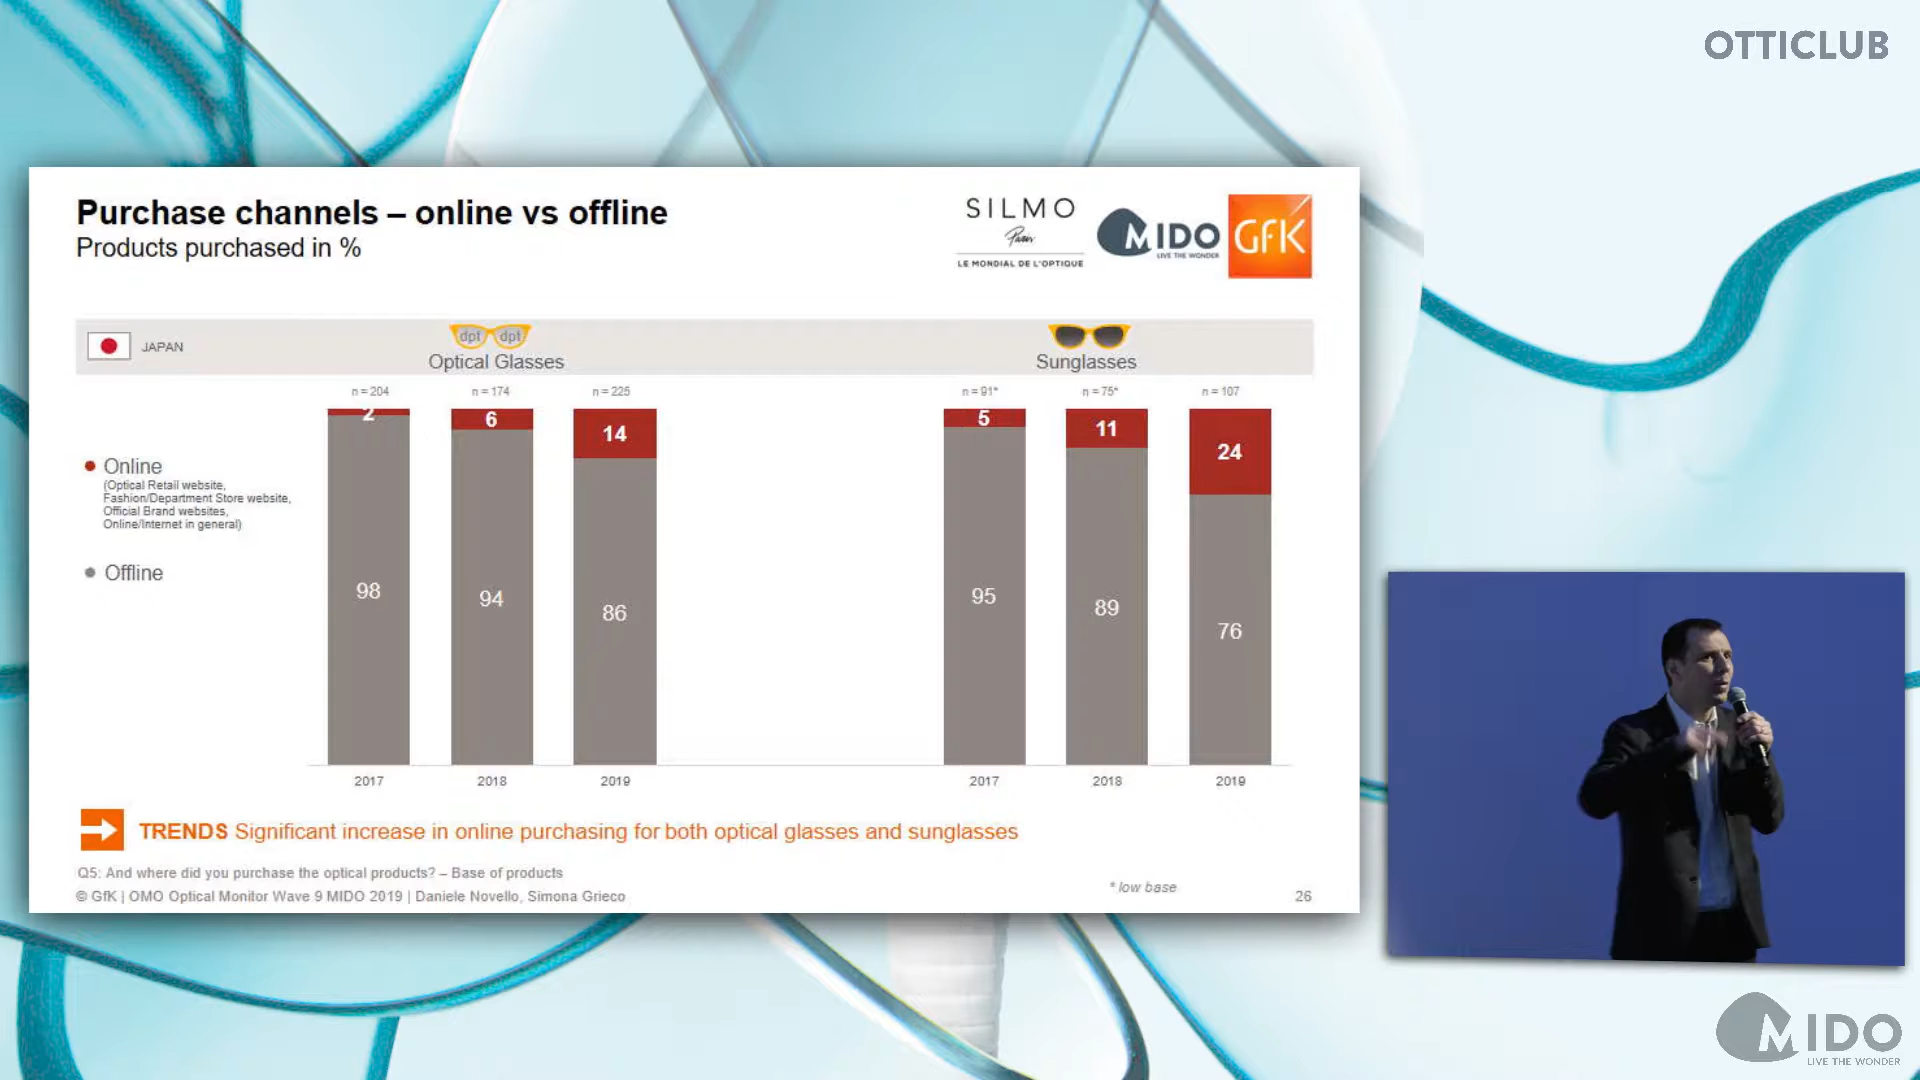 OTTICLUB
Purchase channels – online vs offline
Products purchased in %
SILMO
Paris
LE MONDIAL DE L'OPTIQUE
MIDO
LIVE THE WONDER
GfK
JAPAN
dpt dpt
Optical Glasses
Sunglasses
n = 204
n = 174
n = 225
n = 91*
n = 75*
n = 107
2
6
14
5
11
24
Online
(Optical Retail website,
Fashion/Department Store website,
Official Brand websites,
Online/Internet in general)
Offline
98
94
86
95
89
76
2017
2018
2019
2017
2018
2019
TRENDS Significant increase in online purchasing for both optical glasses and sunglasses
Q5: And where did you purchase the optical products? – Base of products
* low base
© GfK | OMO Optical Monitor Wave 9 MIDO 2019 | Daniele Novello, Simona Grieco
26
MIDO
LIVE THE WONDER